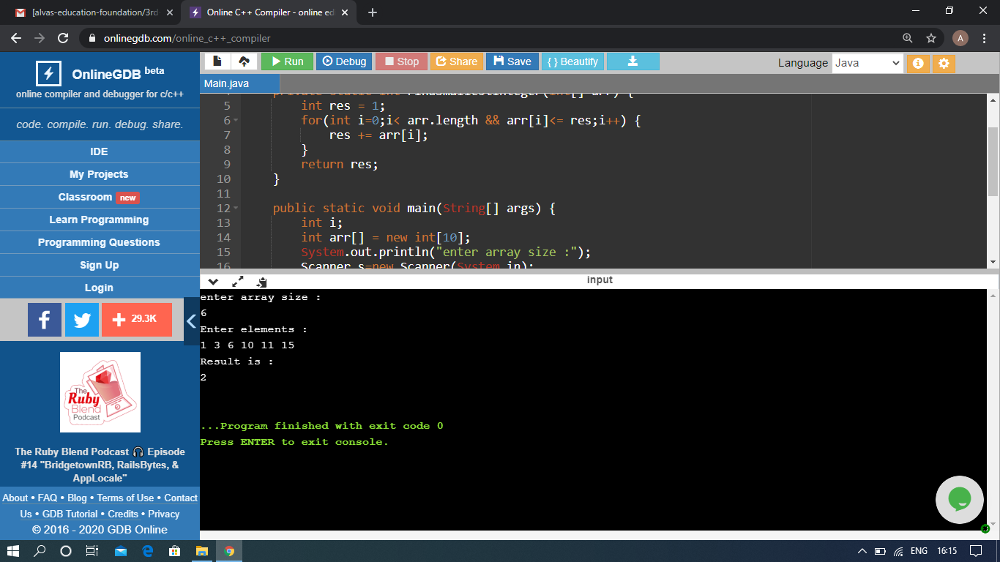 [alvas-education-foundation/3rd
Online C++ Compiler - online ed
onlinegdb.com/online_c++_compiler
A
OnlineGDB beta
online compiler and debugger for c/c++
code. compile. run. debug. share.
IDE
My Projects
Classroom new
Learn Programming
Programming Questions
Sign Up
Login
f
29.3K
The
Ruby
Blend
Podcast
The Ruby Blend Podcast 🎧 Episode
#14 "BridgetownRB, RailsBytes, &
AppLocale"
About • FAQ • Blog • Terms of Use • Contact
Us • GDB Tutorial • Credits • Privacy
© 2016 - 2020 GDB Online
Run Debug Stop Share Save { } Beautify
Language Java
Main.java
4 private static int findSmallestInteger(int[] arr) {
5 int res = 1;
6 for(int i=0;i< arr.length && arr[i]<= res;i++) {
7 res += arr[i];
8 }
9 return res;
10 }
11
12 public static void main(String[] args) {
13 int i;
14 int arr[] = new int[10];
15 System.out.println("enter array size :");
16 Scanner s=new Scanner(System.in);
input
enter array size :
6
Enter elements :
1 3 6 10 11 15
Result is :
2
...Program finished with exit code 0
Press ENTER to exit console.
ENG 16:15